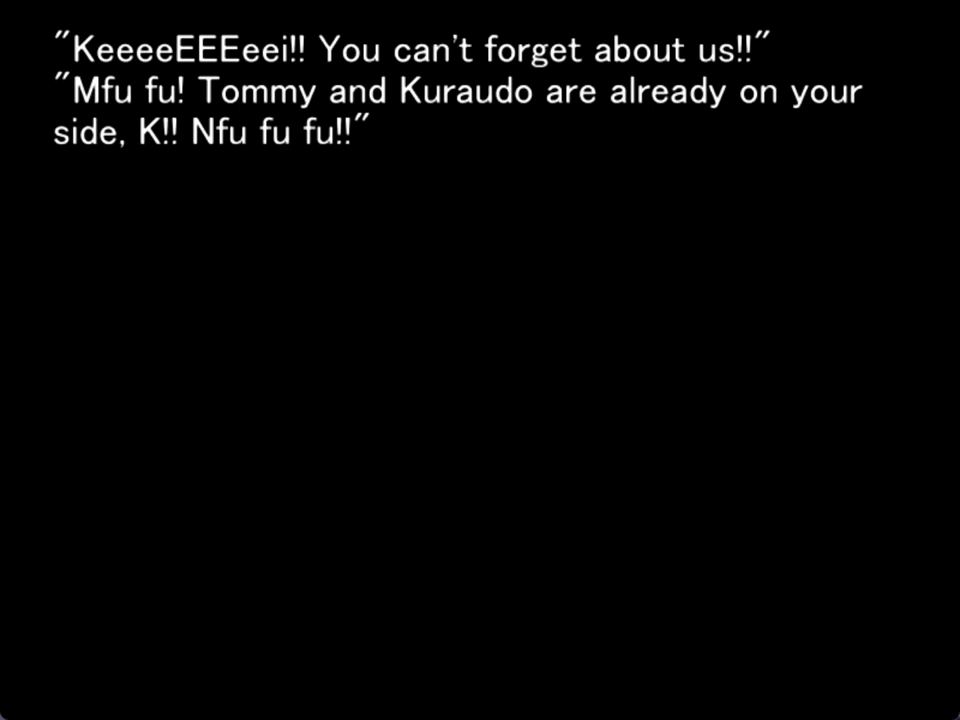 "KeeeeEEEeei!! You can't forget about us!!"
"Mfu fu! Tommy and Kuraudo are already on your
side, K!! Nfu fu fu!!"